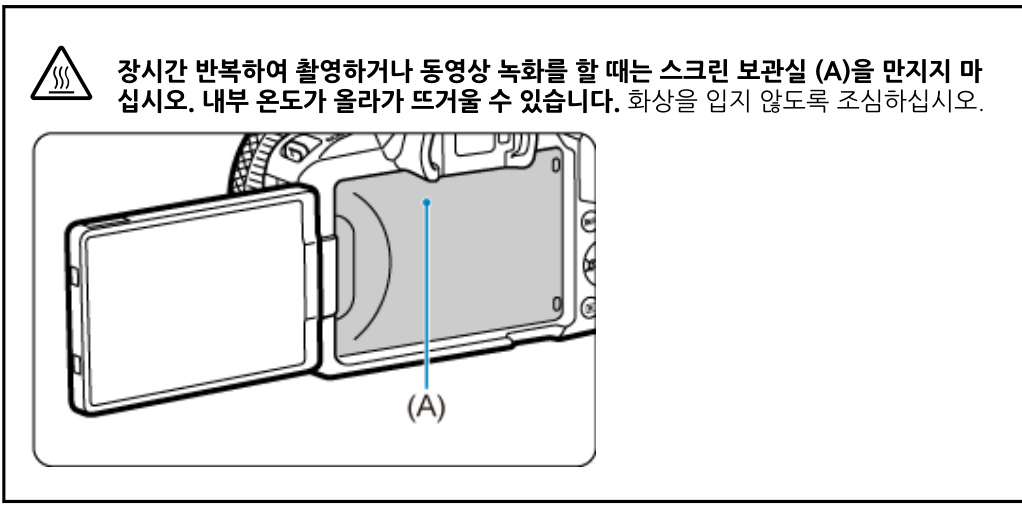 장시간 반복하여 촬영하거나 동영상 녹화를 할 때는 스크린 보관실 (A)을 만지지 마
십시오. 내부 온도가 올라가 뜨거울 수 있습니다. 화상을 입지 않도록 조심하십시오.
(A)